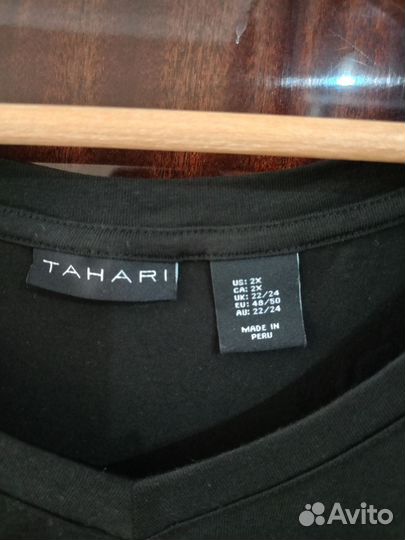 TAHARI
US: 2X
CA: 2X
UK: 22/24
EU: 48/50
AU: 22/24
MADE IN
PERU
Avito